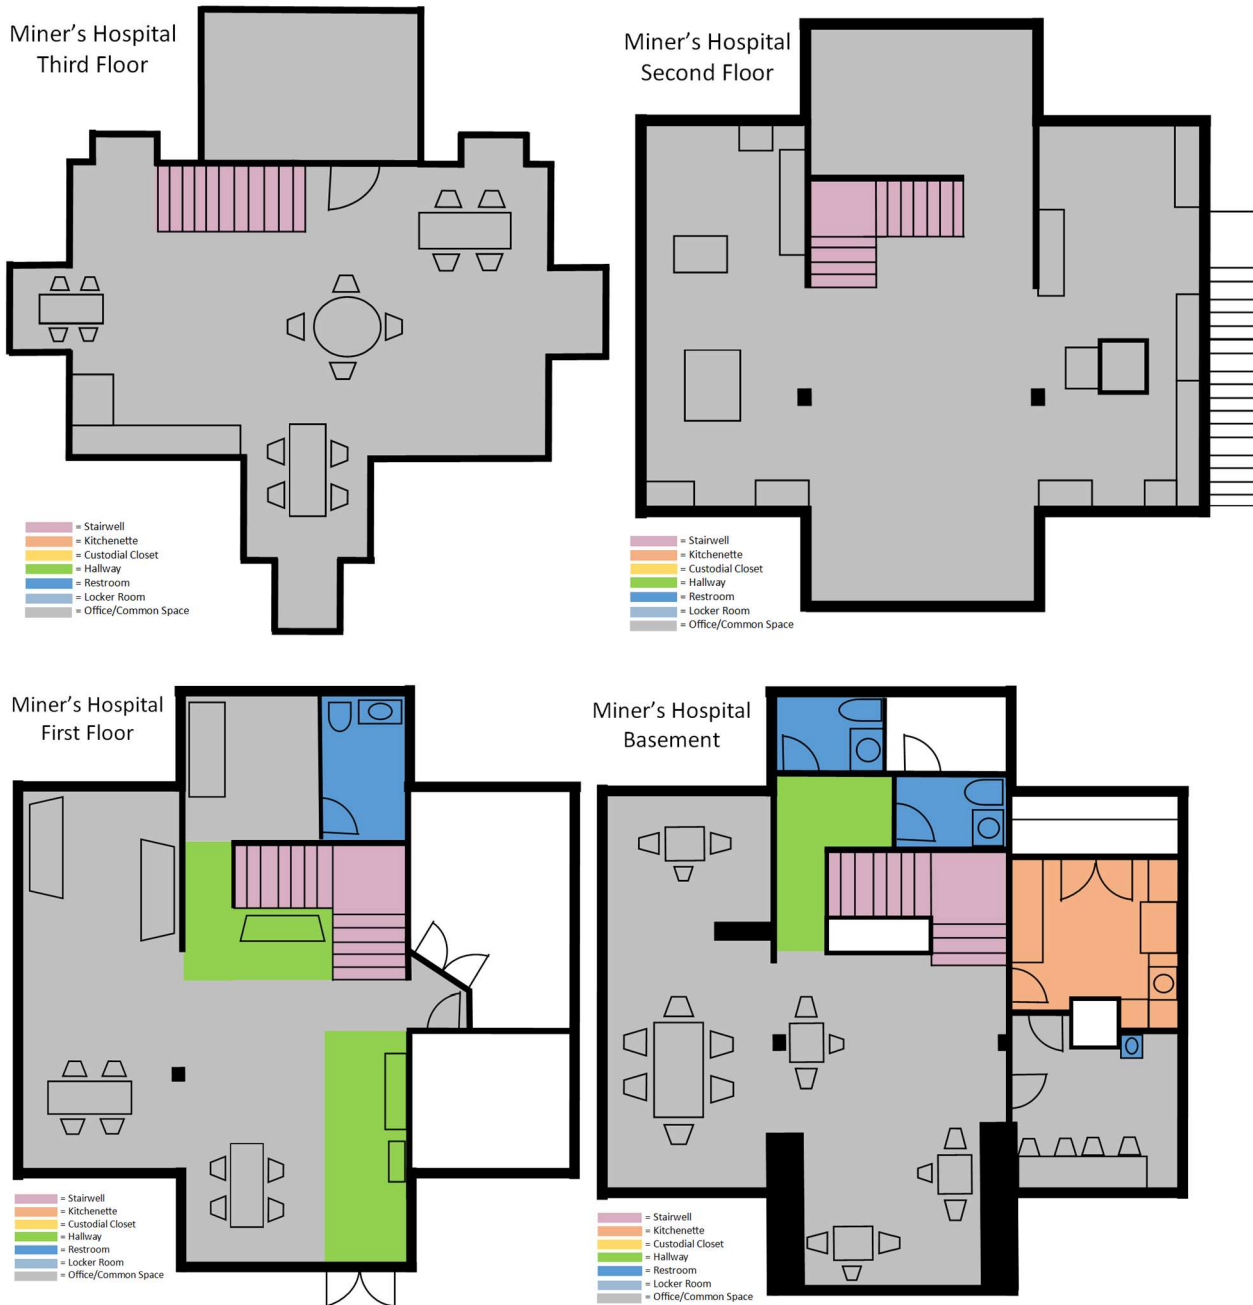 Miner's Hospital
Third Floor
= Stairwell
= Kitchenette
= Custodial Closet
= Hallway
= Restroom
= Locker Room
= Office/Common Space
Miner's Hospital
Second Floor
= Stairwell
= Kitchenette
= Custodial Closet
= Hallway
= Restroom
= Locker Room
= Office/Common Space
Miner's Hospital
First Floor
= Stairwell
= Kitchenette
= Custodial Closet
= Hallway
= Restroom
= Locker Room
= Office/Common Space
Miner's Hospital
Basement
= Stairwell
= Kitchenette
= Custodial Closet
= Hallway
= Restroom
= Locker Room
= Office/Common Space